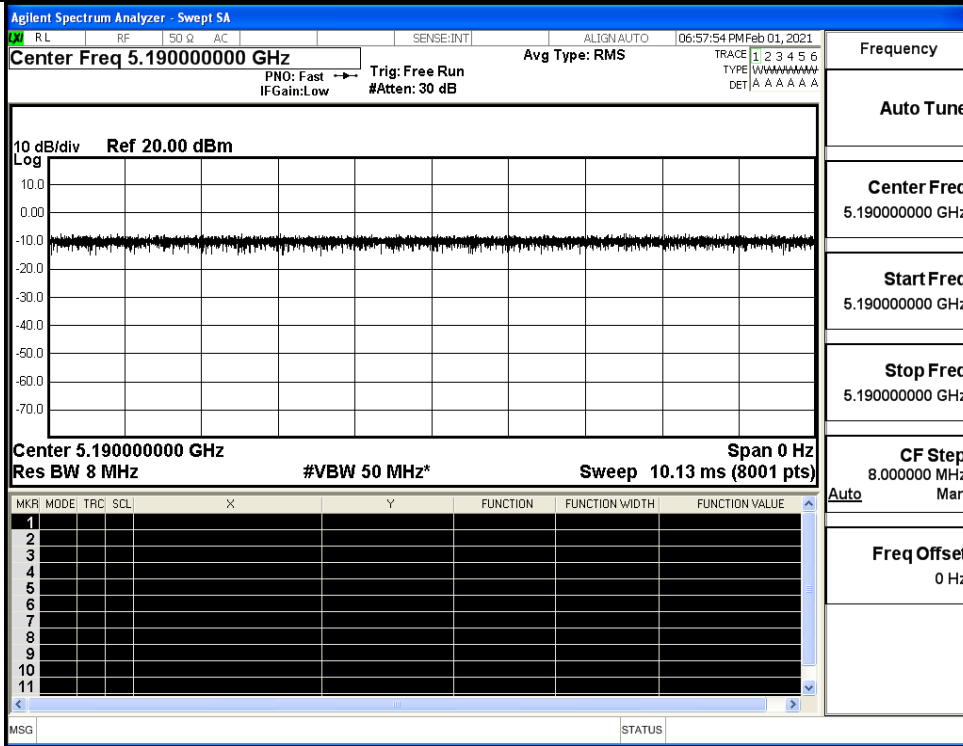 Agilent Spectrum Analyzer - Swept SA
LXI RL RF 50 Ω AC SENSE:INT ALIGN AUTO 06:57:54 PM Feb 01, 2021
Center Freq 5.190000000 GHz
PNO: Fast
IFGain:Low
Trig: Free Run
#Atten: 30 dB
Avg Type: RMS
TRACE 1 2 3 4 5 6
TYPE WWWWWW
DET A A A A A A
10 dB/div Ref 20.00 dBm
Log
10.0
0.00
-10.0
-20.0
-30.0
-40.0
-50.0
-60.0
-70.0
Center 5.190000000 GHz Span 0 Hz
Res BW 8 MHz #VBW 50 MHz* Sweep 10.13 ms (8001 pts)
MKR MODE TRC SCL X Y FUNCTION FUNCTION WIDTH FUNCTION VALUE
1
2
3
4
5
6
7
8
9
10
11
MSG STATUS
Frequency
Auto Tune
Center Freq
5.190000000 GHz
Start Freq
5.190000000 GHz
Stop Freq
5.190000000 GHz
CF Step
8.000000 MHz
Auto Man
Freq Offset
0 Hz